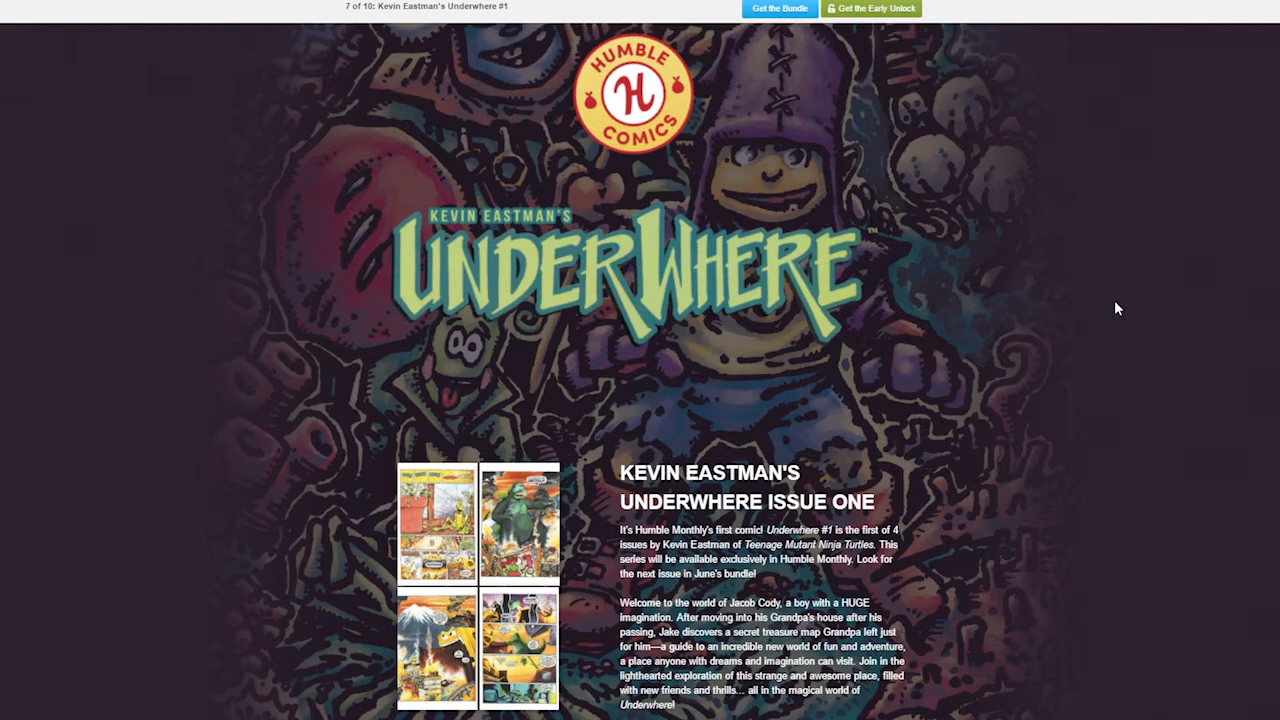 7 of 10: Kevin Eastman's Underwhere #1
Get the Bundle
Get the Early Unlock
HUMBLE
H
COMICS
KEVIN EASTMAN'S
UNDERWHERE™
KEVIN EASTMAN'S
UNDERWHERE ISSUE ONE
It's Humble Monthly's first comic! Underwhere #1 is the first of 4
issues by Kevin Eastman of Teenage Mutant Ninja Turtles. This
series will be available exclusively in Humble Monthly. Look for
the next issue in June's bundle!
Welcome to the world of Jacob Cody, a boy with a HUGE
imagination. After moving into his Grandpa's house after his
passing, Jake discovers a secret treasure map Grandpa left just
for him—a guide to an incredible new world of fun and adventure,
a place anyone with dreams and imagination can visit. Join in the
lighthearted exploration of this strange and awesome place, filled
with new friends and thrills... all in the magical world of
Underwhere!